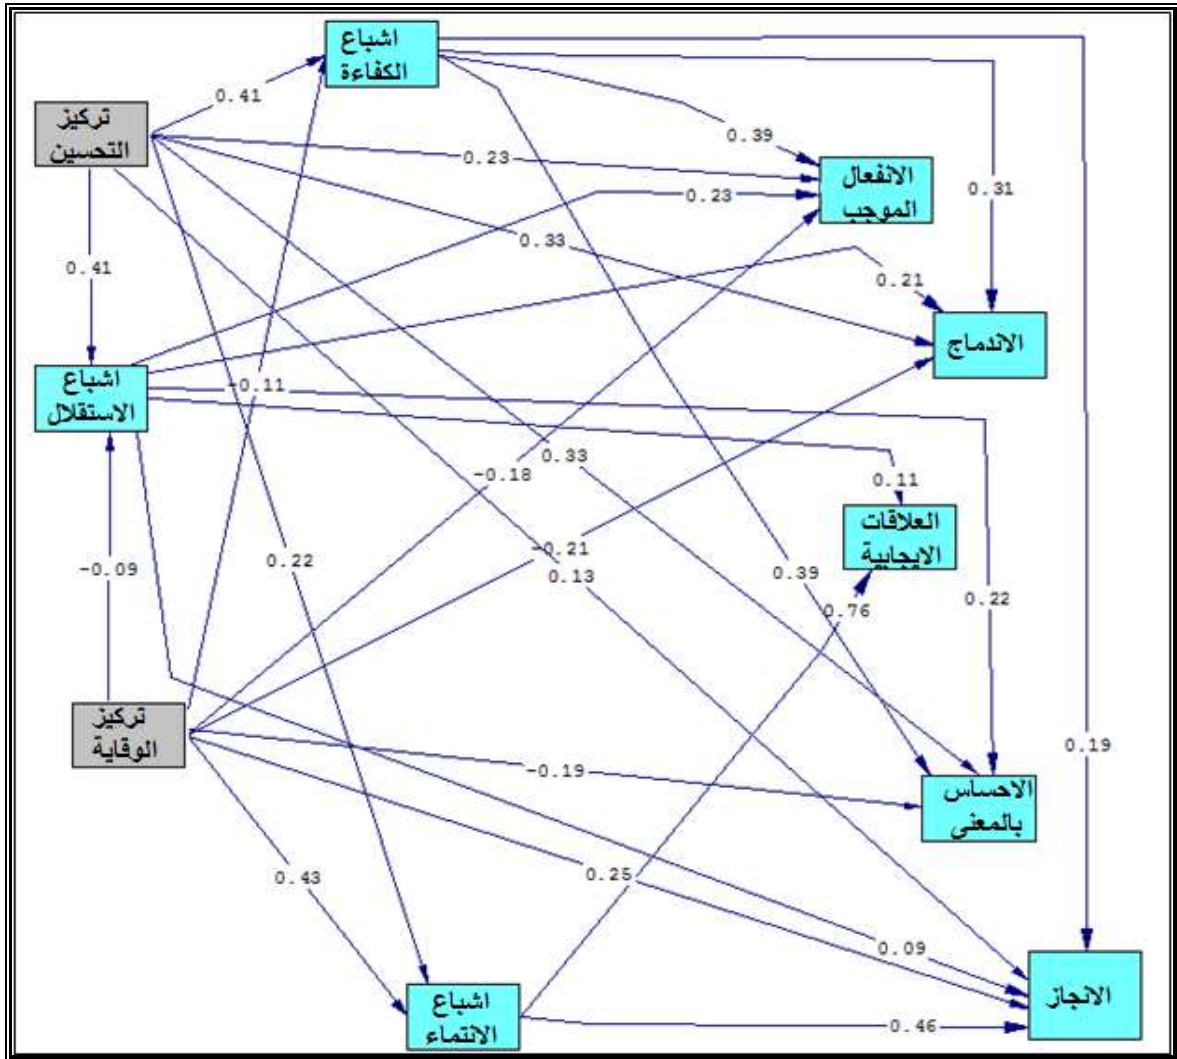 اشباع
الكفاءة
0.41
تركيز
التحسين
0.39
0.23
الانفعال
الموجب
0.31
0.23
0.33
0.41
0.21
الاندماج
اشباع
الاستقلال
-0.11
0.33
-0.18
0.11
العلاقات
الايجابية
-0.21
0.22
-0.09
0.13
0.39
0.22
0.76
تركيز
الوقاية
0.19
-0.19
الاحساس
بالمعنى
0.43
0.25
0.09
اشباع
الانتماء
الانجاز
0.46